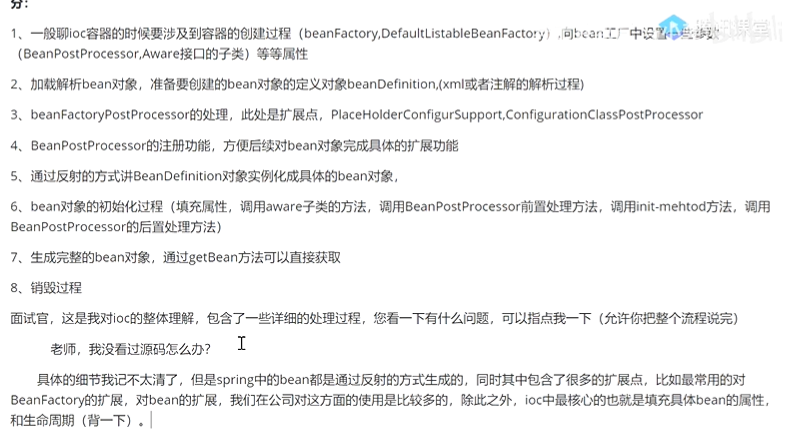 分：
1、一般聊ioc容器的时候要涉及到容器的创建过程（beanFactory,DefaultListableBeanFactory）,向bean工厂中设置
（BeanPostProcessor,Aware接口的子类）等等属性
2、加载解析bean对象，准备要创建的bean对象的定义对象beanDefinition,(xml或者注解的解析过程)
3、beanFactoryPostProcessor的处理，此处是扩展点，PlaceHolderConfigurSupport,ConfigurationClassPostProcessor
4、BeanPostProcessor的注册功能，方便后续对bean对象完成具体的扩展功能
5、通过反射的方式讲BeanDefinition对象实例化成具体的bean对象，
6、bean对象的初始化过程（填充属性，调用aware子类的方法，调用BeanPostProcessor前置处理方法，调用init-mehtod方法，调用
BeanPostProcessor的后置处理方法）
7、生成完整的bean对象，通过getBean方法可以直接获取
8、销毁过程
面试官，这是我对ioc的整体理解，包含了一些详细的处理过程，您看一下有什么问题，可以指点我一下（允许你把整个流程说完）
老师，我没看过源码怎么办？
具体的细节我记不太清了，但是spring中的bean都是通过反射的方式生成的，同时其中包含了很多的扩展点，比如最常用的对
BeanFactory的扩展，对bean的扩展，我们在公司对这方面的使用是比较多的，除此之外，ioc中最核心的也就是填充具体bean的属性，
和生命周期（背一下）。